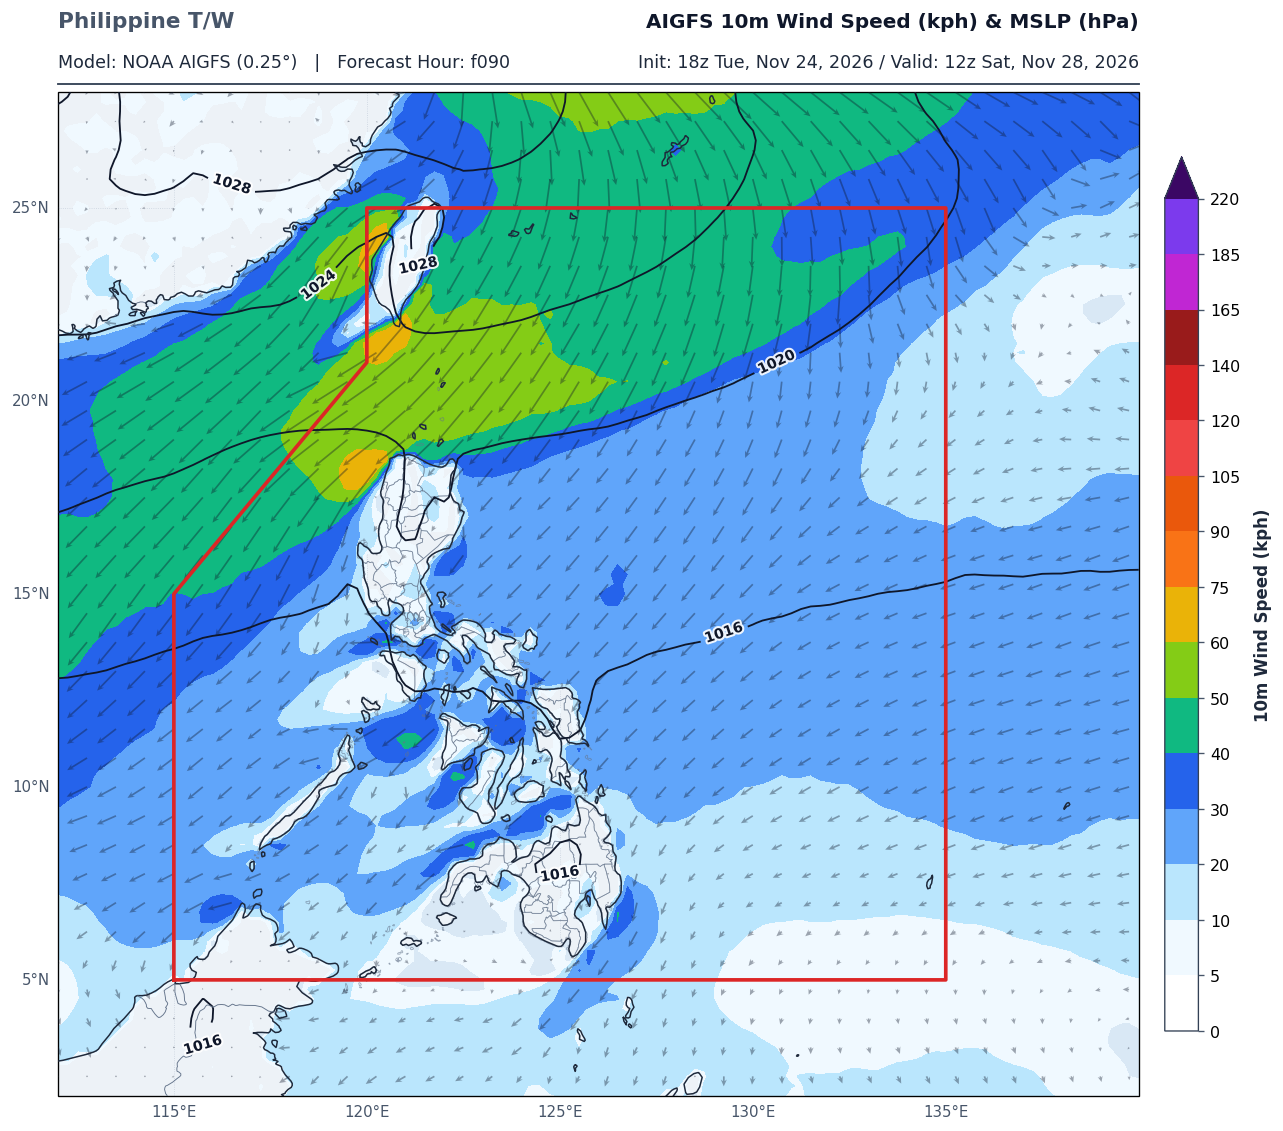 Philippine T/W
AIGFS 10m Wind Speed (kph) & MSLP (hPa)
Model: NOAA AIGFS (0.25°) | Forecast Hour: f090
Init: 18z Tue, Nov 24, 2026 / Valid: 12z Sat, Nov 28, 2026
1028
25°N
1028
1024
1020
20°N
15°N
1016
10°N
1016
5°N
1016
115°E
120°E
125°E
130°E
135°E
220
185
165
140
120
105
90
75
60
50
40
30
20
10
5
0
10m Wind Speed (kph)